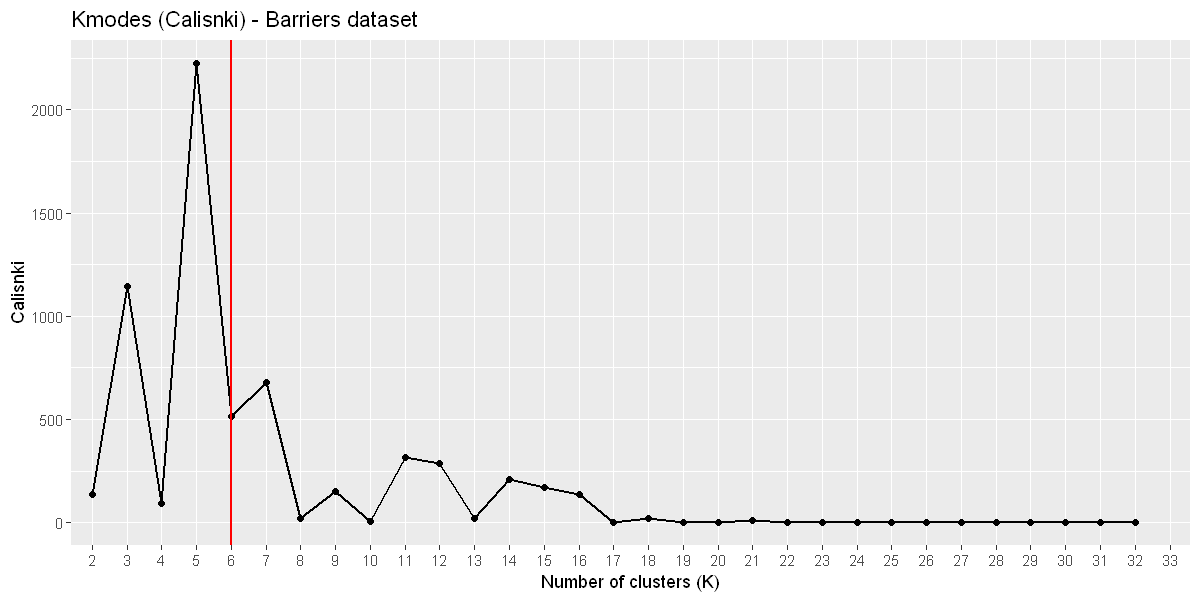 Kmodes (Calisnki) - Barriers dataset
Calisnki
2000
1500
1000
500
0
2 3 4 5 6 7 8 9 10 11 12 13 14 15 16 17 18 19 20 21 22 23 24 25 26 27 28 29 30 31 32 33
Number of clusters (K)